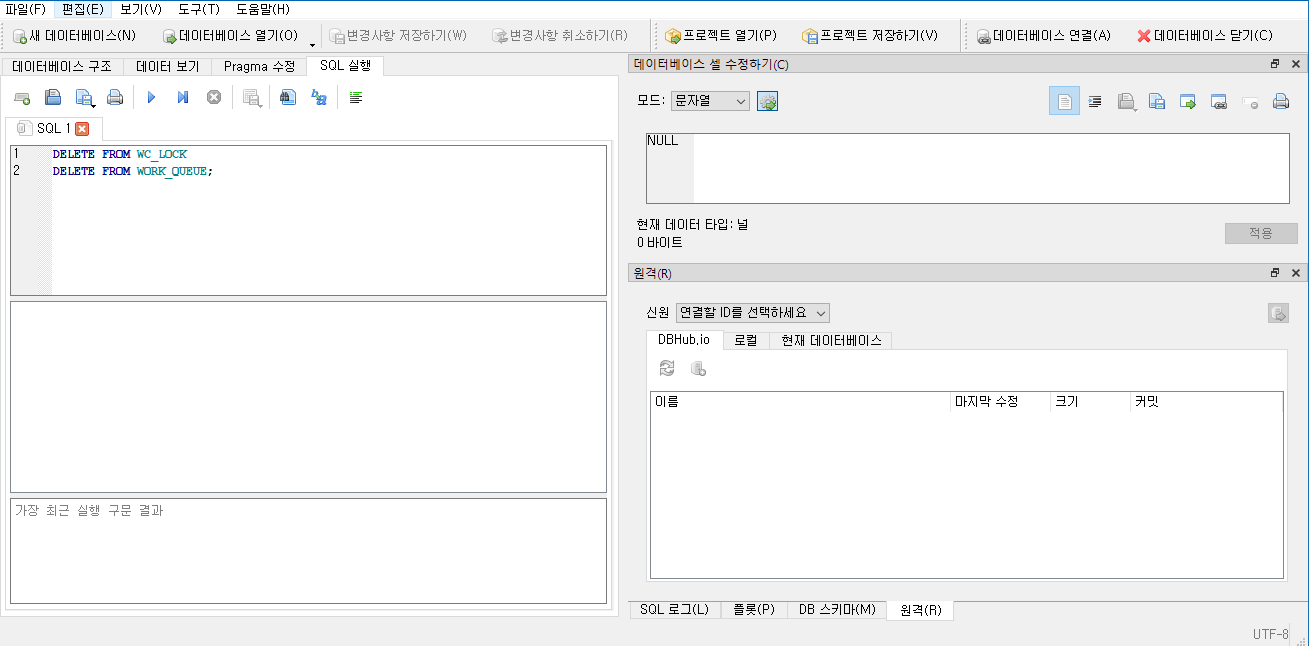 파일(F) 편집(E) 보기(V) 도구(T) 도움말(H)
새 데이터베이스(N) 데이터베이스 열기(O) 변경사항 저장하기(W) 변경사항 취소하기(R) 프로젝트 열기(P) 프로젝트 저장하기(V) 데이터베이스 연결(A) 데이터베이스 닫기(C)
데이터베이스 구조 데이터 보기 Pragma 수정 SQL 실행
SQL 1
1 DELETE FROM WC_LOCK
2 DELETE FROM WORK_QUEUE;
가장 최근 실행 구문 결과
데이터베이스 셀 수정하기(C)
모드: 문자열
NULL
현재 데이터 타입: 널
0 바이트
적용
원격(R)
신원 연결할 ID를 선택하세요
DBHub.io 로컬 현재 데이터베이스
이름 마지막 수정 크기 커밋
SQL 로그(L) 플롯(P) DB 스키마(M) 원격(R)
UTF-8